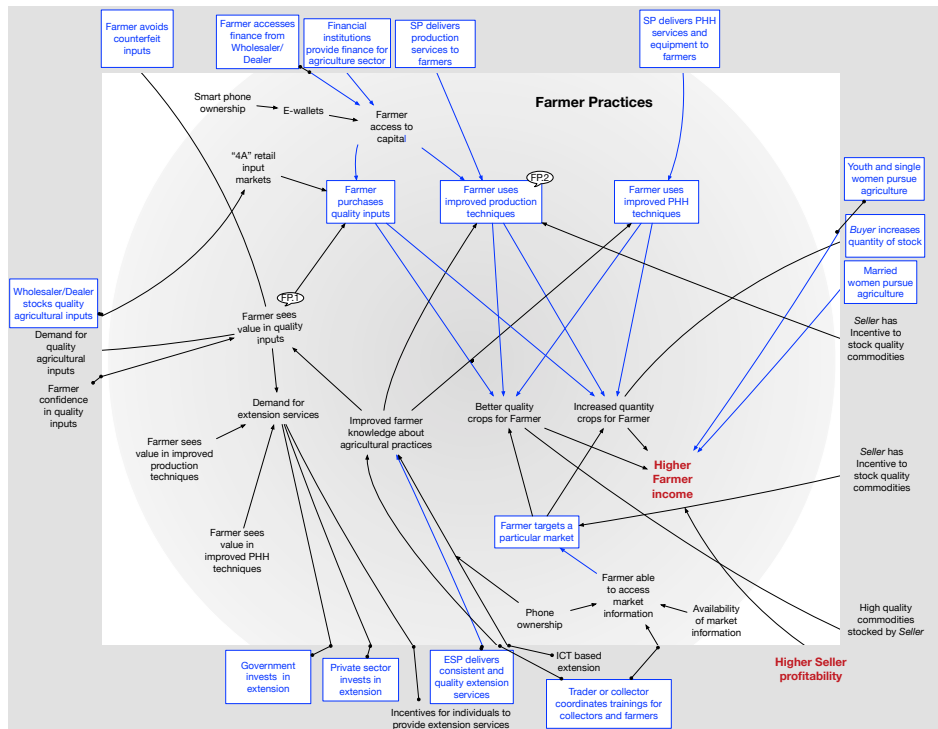 Farmer avoids
counterfeit
inputs
Farmer accesses
finance from
Wholesaler/
Dealer
Financial
institutions
provide finance for
agriculture sector
SP delivers
production
services to
farmers
SP delivers PHH
services and
equipment to
farmers
Farmer Practices
Smart phone
ownership
E-wallets
Farmer
access to
capital
"4A" retail
input
markets
Farmer
purchases
quality inputs
FP.2
Farmer uses
improved production
techniques
Farmer uses
improved PHH
techniques
Youth and single
women pursue
agriculture
Buyer increases
quantity of stock
Married
women pursue
agriculture
Wholesaler/Dealer
stocks quality
agricultural inputs
FP.1
Farmer sees
value in quality
inputs
Demand for
quality
agricultural
inputs
Farmer
confidence
in quality
inputs
Seller has
Incentive to
stock quality
commodities
Demand for
extension services
Improved farmer
knowledge about
agricultural practices
Better quality
crops for Farmer
Increased quantity
crops for Farmer
Farmer sees
value in improved
production
techniques
Higher
Farmer
income
Seller has
Incentive to
stock quality
commodities
Farmer sees
value in
improved PHH
techniques
Farmer targets a
particular market
Farmer able
to access
market
information
Phone
ownership
Availability
of market
information
High quality
commodities
stocked by Seller
Government
invests in
extension
Private sector
invests in
extension
ESP delivers
consistent and
quality extension
services
ICT based
extension
Higher Seller
profitability
Trader or collector
coordinates trainings for
collectors and farmers
Incentives for individuals to
provide extension services